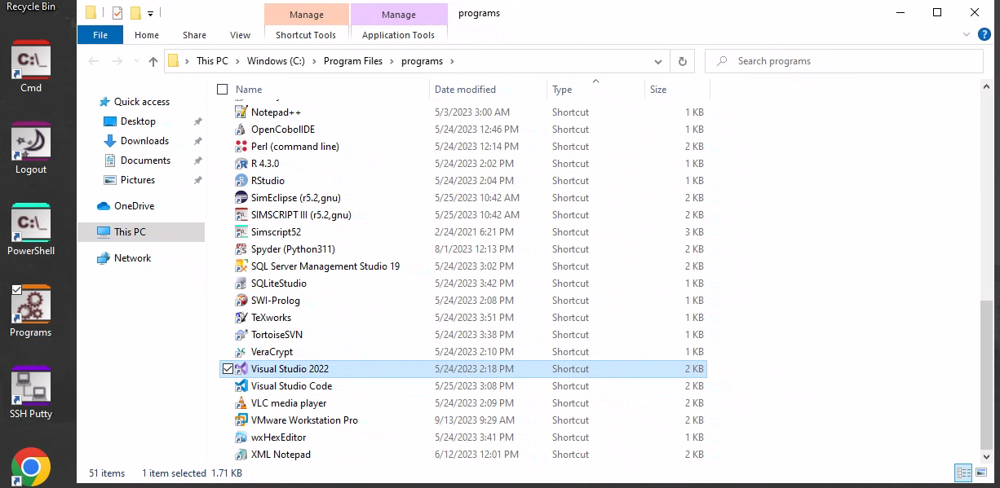 Recycle Bin
C:\_
Cmd
Logout
C:\_
PowerShell
Programs
SSH Putty
Manage
Manage
programs
File
Home
Share
View
Shortcut Tools
Application Tools
This PC
Windows (C:)
Program Files
programs
Search programs
Quick access
Desktop
Downloads
Documents
Pictures
OneDrive
This PC
Network
Name Date modified Type Size
Notepad++ 5/3/2023 3:00 AM Shortcut 1 KB
OpenCobolIDE 5/24/2023 12:46 PM Shortcut 1 KB
Perl (command line) 5/24/2023 12:14 PM Shortcut 2 KB
R 4.3.0 5/24/2023 2:02 PM Shortcut 1 KB
RStudio 5/24/2023 2:04 PM Shortcut 1 KB
SimEclipse (r5.2,gnu) 5/25/2023 10:42 AM Shortcut 2 KB
SIMSCRIPT III (r5.2,gnu) 5/25/2023 10:42 AM Shortcut 2 KB
Simscript52 2/24/2021 6:21 PM Shortcut 3 KB
Spyder (Python311) 8/1/2023 12:13 PM Shortcut 2 KB
SQL Server Management Studio 19 5/24/2023 3:02 PM Shortcut 2 KB
SQLiteStudio 5/24/2023 3:42 PM Shortcut 1 KB
SWI-Prolog 5/24/2023 2:08 PM Shortcut 1 KB
TeXworks 5/24/2023 3:51 PM Shortcut 1 KB
TortoiseSVN 5/24/2023 3:38 PM Shortcut 1 KB
VeraCrypt 5/24/2023 2:10 PM Shortcut 1 KB
Visual Studio 2022 5/24/2023 2:18 PM Shortcut 2 KB
Visual Studio Code 5/25/2023 3:08 PM Shortcut 2 KB
VLC media player 5/24/2023 2:09 PM Shortcut 2 KB
VMware Workstation Pro 9/13/2023 9:29 AM Shortcut 2 KB
wxHexEditor 5/24/2023 3:41 PM Shortcut 1 KB
XML Notepad 6/12/2023 12:01 PM Shortcut 2 KB
51 items 1 item selected 1.71 KB